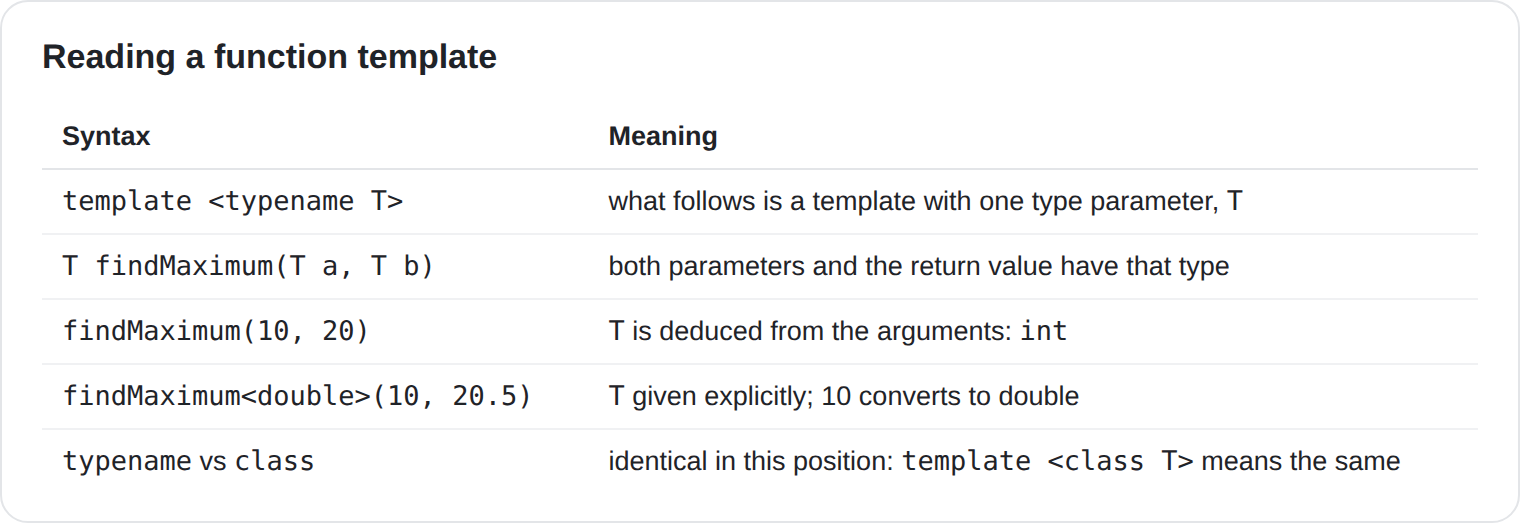 Reading a function template
Syntax Meaning
template <typename T> what follows is a template with one type parameter, T
T findMaximum(T a, T b) both parameters and the return value have that type
findMaximum(10, 20) T is deduced from the arguments: int
findMaximum<double>(10, 20.5) T given explicitly; 10 converts to double
typename vs class identical in this position: template <class T> means the same